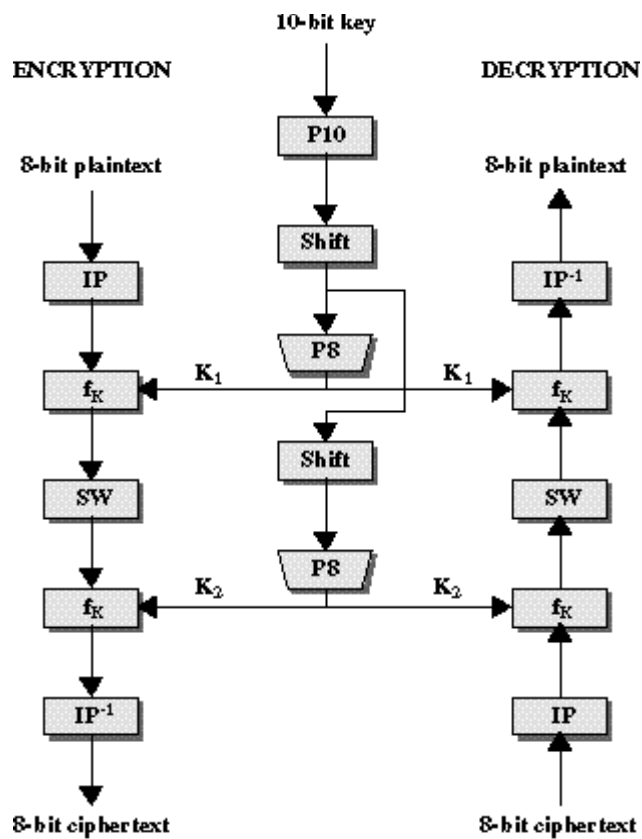 10-bit key
ENCRYPTION
DECRYPTION
P10
8-bit plaintext
8-bit plaintext
Shift
IP
IP-1
P8
K1
K1
fK
fK
Shift
SW
SW
P8
K2
K2
fK
fK
IP-1
IP
8-bit ciphertext
8-bit ciphertext